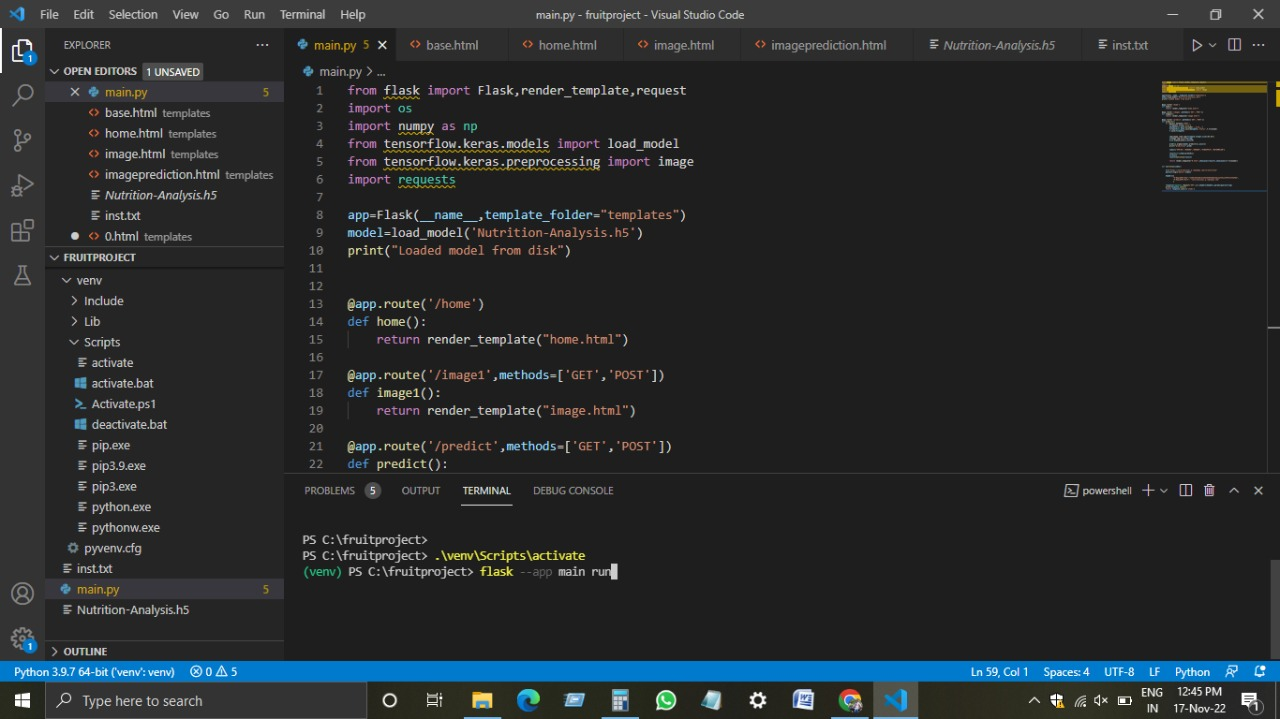 File Edit Selection View Go Run Terminal Help main.py - fruitproject - Visual Studio Code
EXPLORER
OPEN EDITORS 1 UNSAVED
main.py 5
base.html templates
home.html templates
image.html templates
imageprediction.html templates
Nutrition-Analysis.h5
inst.txt
0.html templates
FRUITPROJECT
venv
Include
Lib
Scripts
activate
activate.bat
Activate.ps1
deactivate.bat
pip.exe
pip3.9.exe
pip3.exe
python.exe
pythonw.exe
pyvenv.cfg
inst.txt
main.py 5
Nutrition-Analysis.h5
OUTLINE
main.py 5 base.html home.html image.html imageprediction.html Nutrition-Analysis.h5 inst.txt
main.py > ...
1 from flask import Flask,render_template,request
2 import os
3 import numpy as np
4 from tensorflow.keras.models import load_model
5 from tensorflow.keras.preprocessing import image
6 import requests
7
8 app=Flask(__name__,template_folder="templates")
9 model=load_model('Nutrition-Analysis.h5')
10 print("Loaded model from disk")
11
12
13 @app.route('/home')
14 def home():
15 return render_template("home.html")
16
17 @app.route('/image1',methods=['GET','POST'])
18 def image1():
19 return render_template("image.html")
20
21 @app.route('/predict',methods=['GET','POST'])
22 def predict():
PROBLEMS 5 OUTPUT TERMINAL DEBUG CONSOLE powershell
PS C:\fruitproject>
PS C:\fruitproject> .\venv\Scripts\activate
(venv) PS C:\fruitproject> flask --app main run
1
1
Python 3.9.7 64-bit ('venv': venv) 0 5 Ln 59, Col 1 Spaces: 4 UTF-8 LF Python
Type here to search
ENG 12:45 PM
IN 17-Nov-22 1